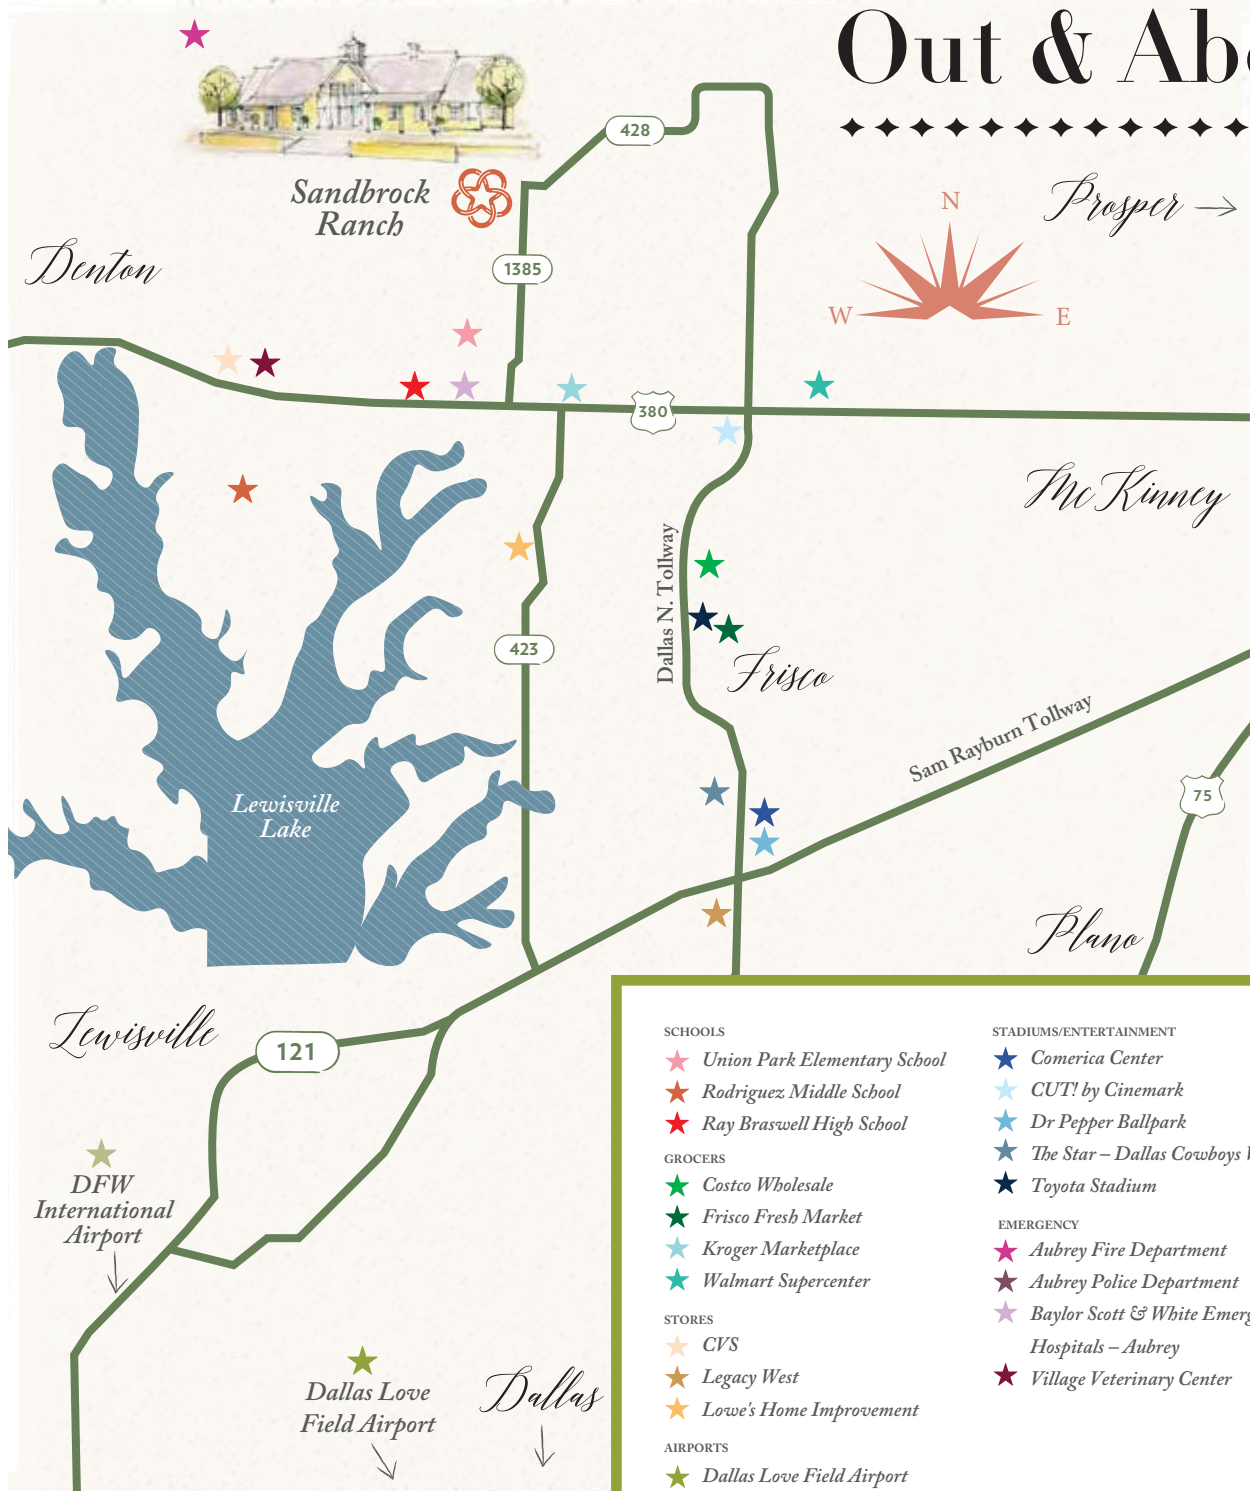 Out & Ab
428
Sandbrock
Ranch
Prosper
N
W
E
Denton
1385
380
McKinney
Dallas N. Tollway
423
Frisco
Sam Rayburn Tollway
75
Lewisville
Lake
Plano
Lewisville
121
DFW
International
Airport
Dallas Love
Field Airport
Dallas
SCHOOLS
Union Park Elementary School
Rodriguez Middle School
Ray Braswell High School
GROCERS
Costco Wholesale
Frisco Fresh Market
Kroger Marketplace
Walmart Supercenter
STORES
CVS
Legacy West
Lowe's Home Improvement
AIRPORTS
Dallas Love Field Airport
STADIUMS/ENTERTAINMENT
Comerica Center
CUT! by Cinemark
Dr Pepper Ballpark
The Star – Dallas Cowboys
Toyota Stadium
EMERGENCY
Aubrey Fire Department
Aubrey Police Department
Baylor Scott & White Emerg
Hospitals – Aubrey
Village Veterinary Center